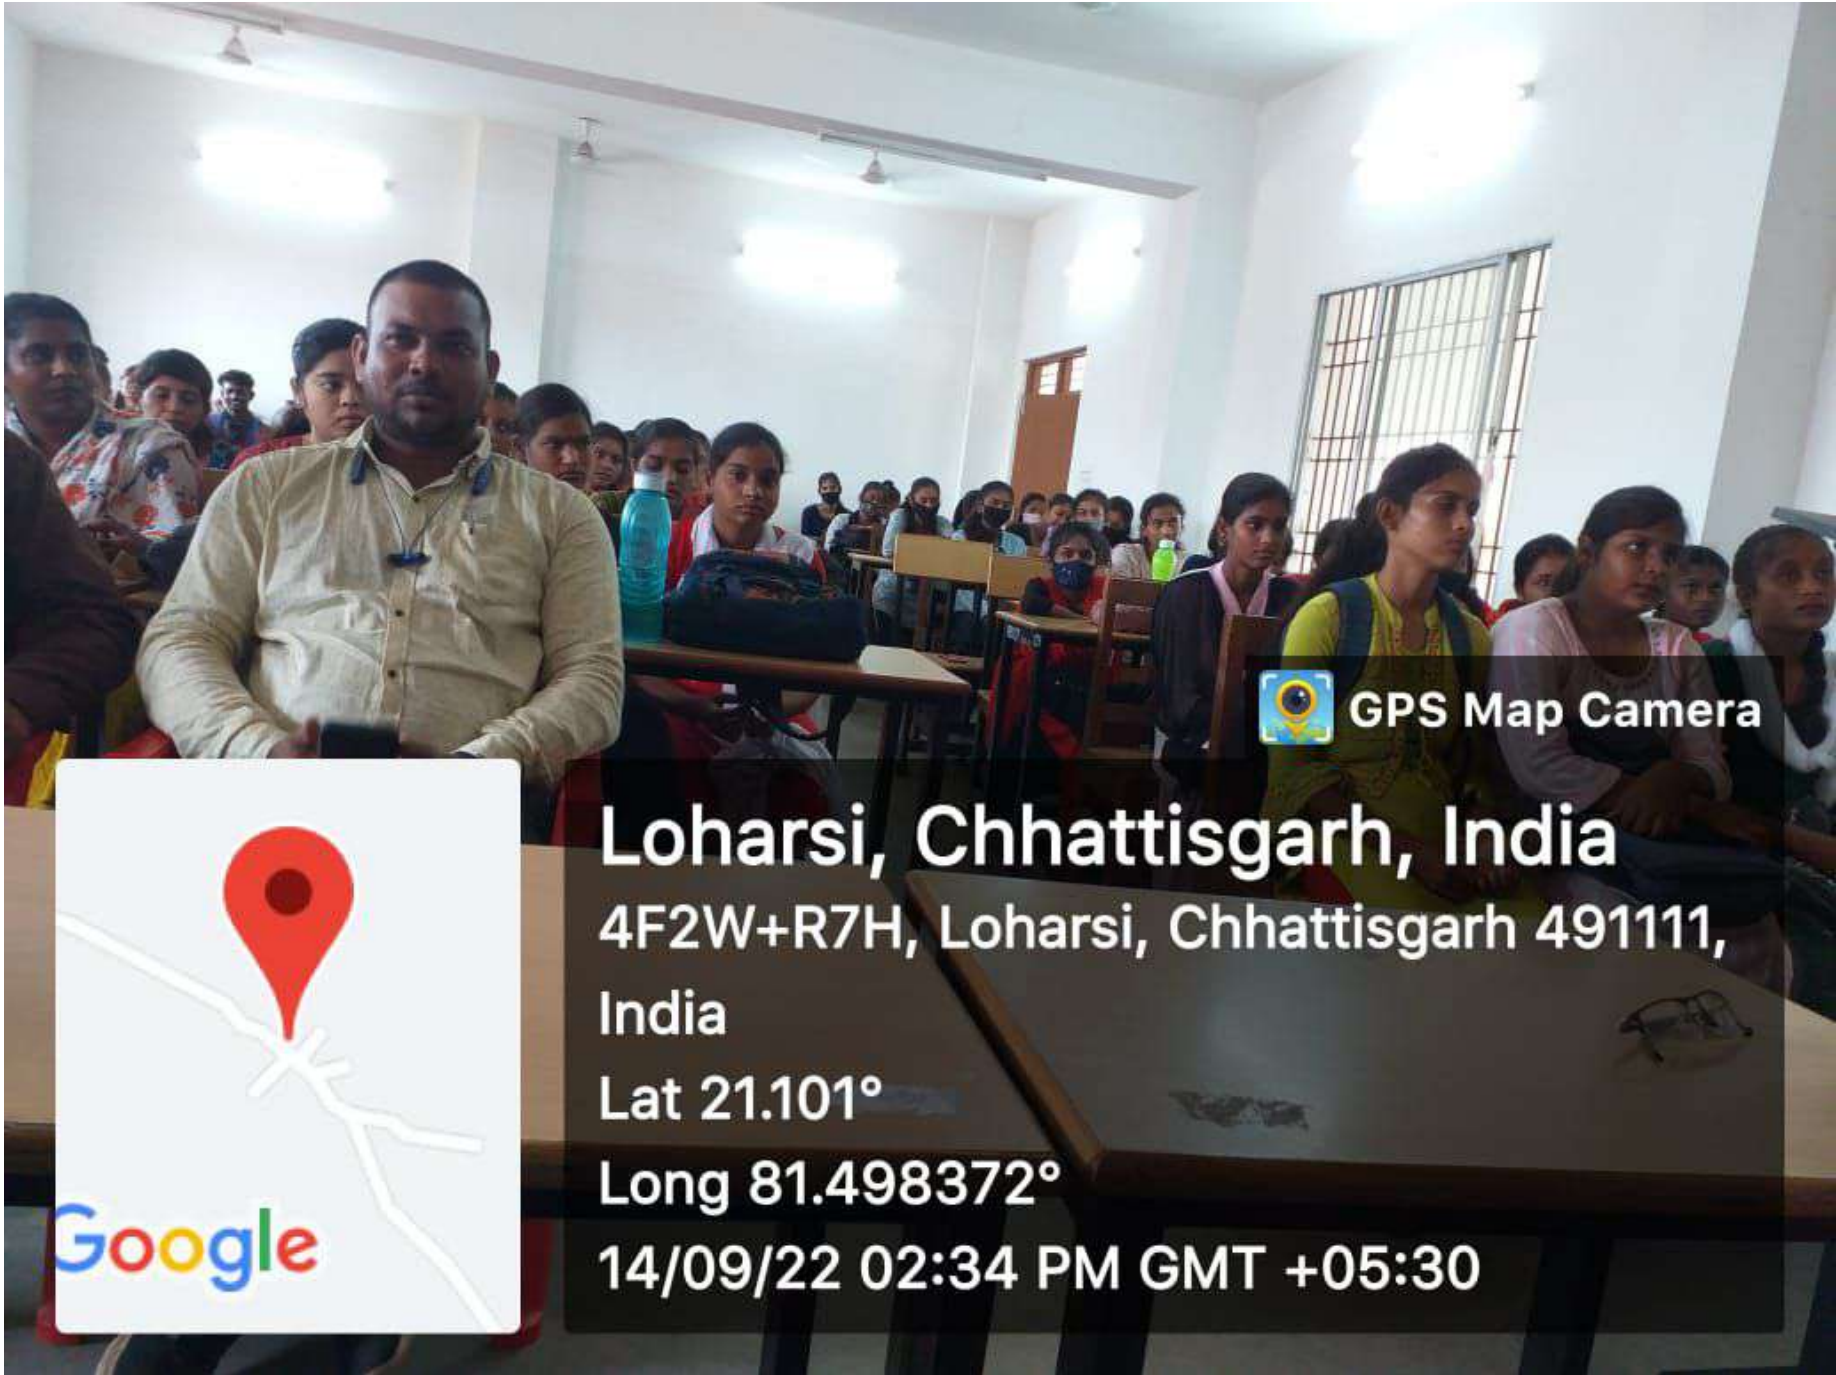 GPS Map Camera
Loharsi, Chhattisgarh, India
4F2W+R7H, Loharsi, Chhattisgarh 491111,
India
Lat 21.101°
Long 81.498372°
14/09/22 02:34 PM GMT +05:30
Google